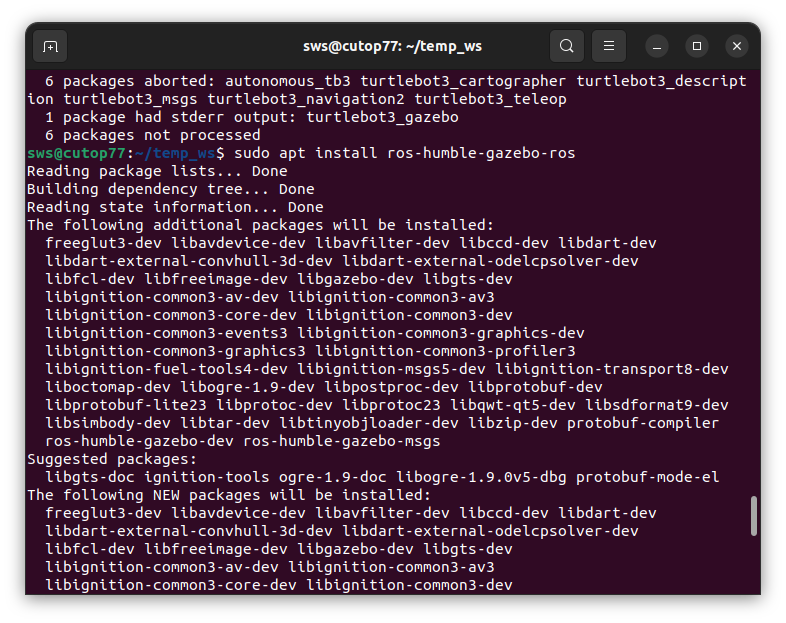 sws@cutop77: ~/temp_ws
  6 packages aborted: autonomous_tb3 turtlebot3_cartographer turtlebot3_descript
ion turtlebot3_msgs turtlebot3_navigation2 turtlebot3_teleop
  1 package had stderr output: turtlebot3_gazebo
  6 packages not processed
sws@cutop77:~/temp_ws$ sudo apt install ros-humble-gazebo-ros
Reading package lists... Done
Building dependency tree... Done
Reading state information... Done
The following additional packages will be installed:
  freeglut3-dev libavdevice-dev libavfilter-dev libccd-dev libdart-dev
  libdart-external-convhull-3d-dev libdart-external-odelcpsolver-dev
  libfcl-dev libfreeimage-dev libgazebo-dev libgts-dev
  libignition-common3-av-dev libignition-common3-av3
  libignition-common3-core-dev libignition-common3-dev
  libignition-common3-events3 libignition-common3-graphics-dev
  libignition-common3-graphics3 libignition-common3-profiler3
  libignition-fuel-tools4-dev libignition-msgs5-dev libignition-transport8-dev
  liboctomap-dev libogre-1.9-dev libpostproc-dev libprotobuf-dev
  libprotobuf-lite23 libprotoc-dev libprotoc23 libqwt-qt5-dev libsdformat9-dev
  libsimbody-dev libtar-dev libtinyobjloader-dev libzip-dev protobuf-compiler
  ros-humble-gazebo-dev ros-humble-gazebo-msgs
Suggested packages:
  libgts-doc ignition-tools ogre-1.9-doc libogre-1.9.0v5-dbg protobuf-mode-el
The following NEW packages will be installed:
  freeglut3-dev libavdevice-dev libavfilter-dev libccd-dev libdart-dev
  libdart-external-convhull-3d-dev libdart-external-odelcpsolver-dev
  libfcl-dev libfreeimage-dev libgazebo-dev libgts-dev
  libignition-common3-av-dev libignition-common3-av3
  libignition-common3-core-dev libignition-common3-dev